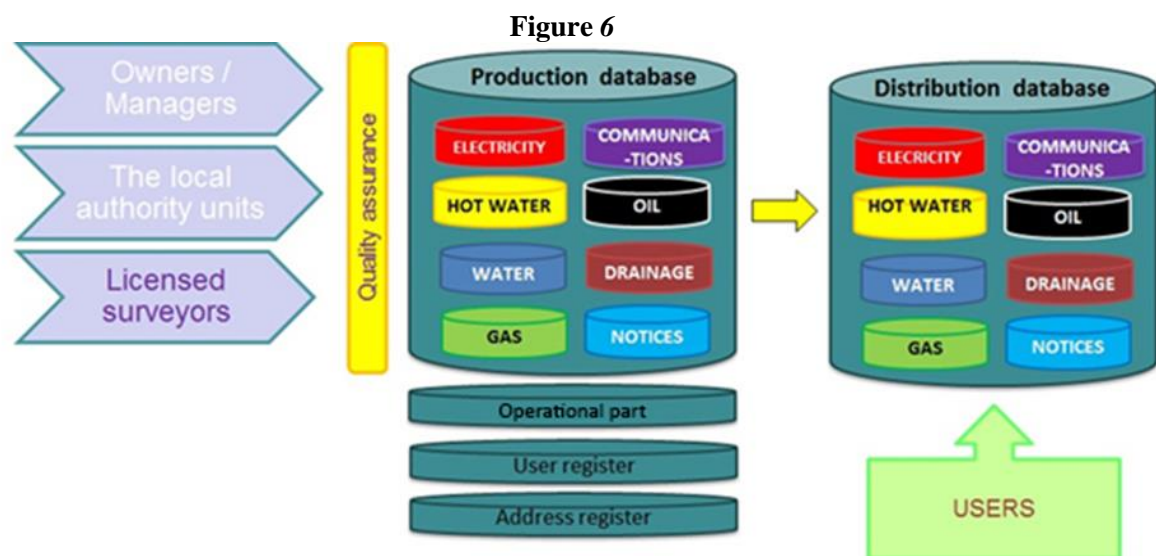 Figure 6
Owners /
Managers
The local
authority units
Licensed
surveyors
Quality assurance
Production database
ELECTRICITY
COMMUNICA
-TIONS
HOT WATER
OIL
WATER
DRAINAGE
GAS
NOTICES
Operational part
User register
Address register
Distribution database
ELECRICITY
COMMUNICA
-TIONS
HOT WATER
OIL
WATER
DRAINAGE
GAS
NOTICES
USERS